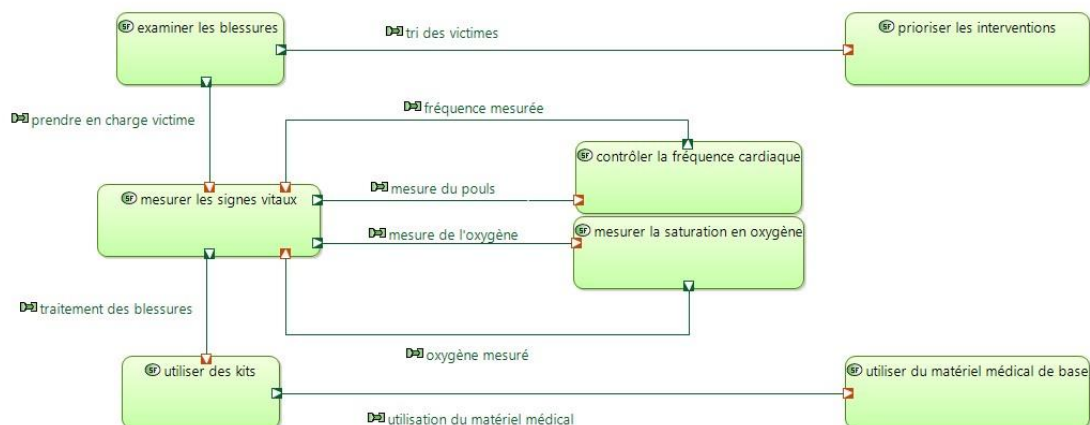 examiner les blessures
tri des victimes
prioriser les interventions
fréquence mesurée
prendre en charge victime
contrôler la fréquence cardiaque
mesurer les signes vitaux
mesure du pouls
mesure de l'oxygène
mesurer la saturation en oxygène
traitement des blessures
oxygène mesuré
utiliser des kits
utiliser du matériel médical de base
utilisation du matériel médical